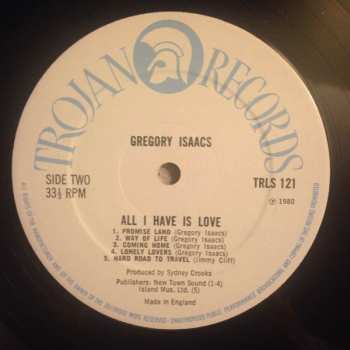 TROJAN RECORDS
GREGORY ISAACS
SIDE TWO
33⅓ RPM
TRLS 121
℗ 1980
ALL I HAVE IS LOVE
1. PROMISE LAND (Gregory Isaacs)
2. WAY OF LIFE (Gregory Isaacs)
3. COMING HOME (Gregory Isaacs)
4. LONELY LOVERS (Gregory Isaacs)
5. HARD ROAD TO TRAVEL (Jimmy Cliff)
Produced by Sydney Crooks
Publishers: New Town Sound (1-4)
Island Mus. Ltd. (5)
Made in England